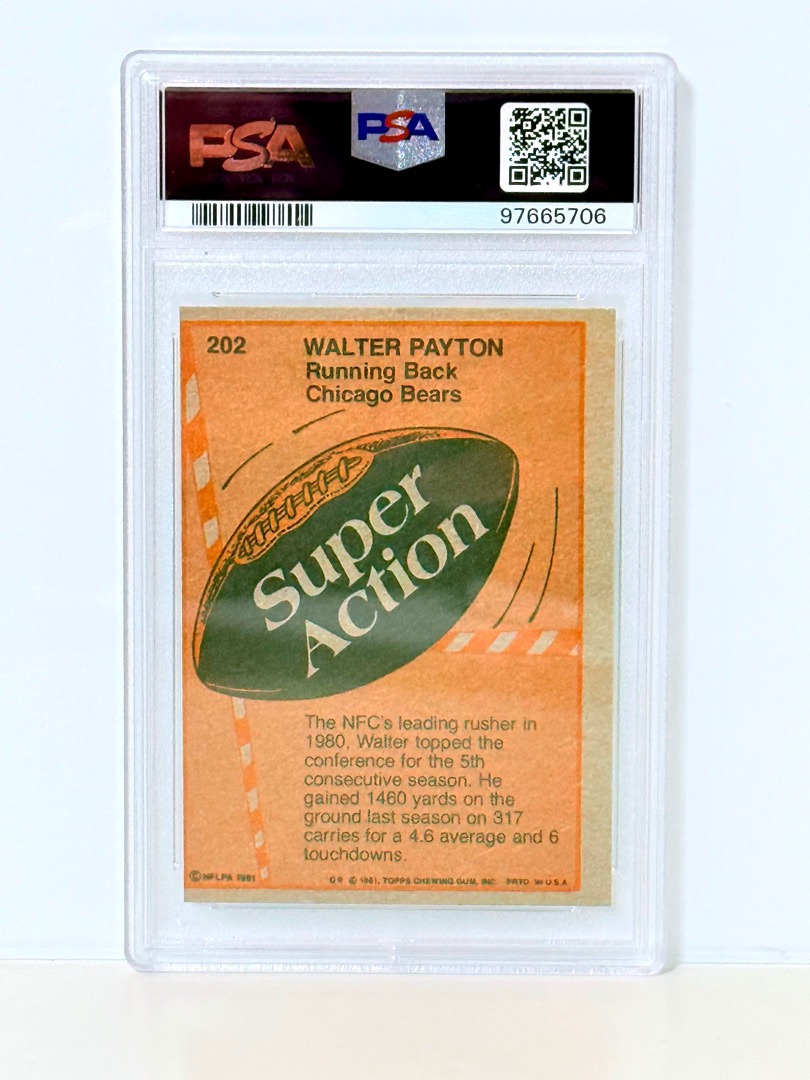 PSA
PSA
97665706
202
WALTER PAYTON
Running Back
Chicago Bears
Super
Action
The NFC's leading rusher in
1980, Walter topped the
conference for the 5th
consecutive season. He
gained 1460 yards on the
ground last season on 317
carries for a 4.6 average and 6
touchdowns.
© NFLPA 1981
© 1981, TOPPS CHEWING GUM, INC. PRTD. IN U.S.A.